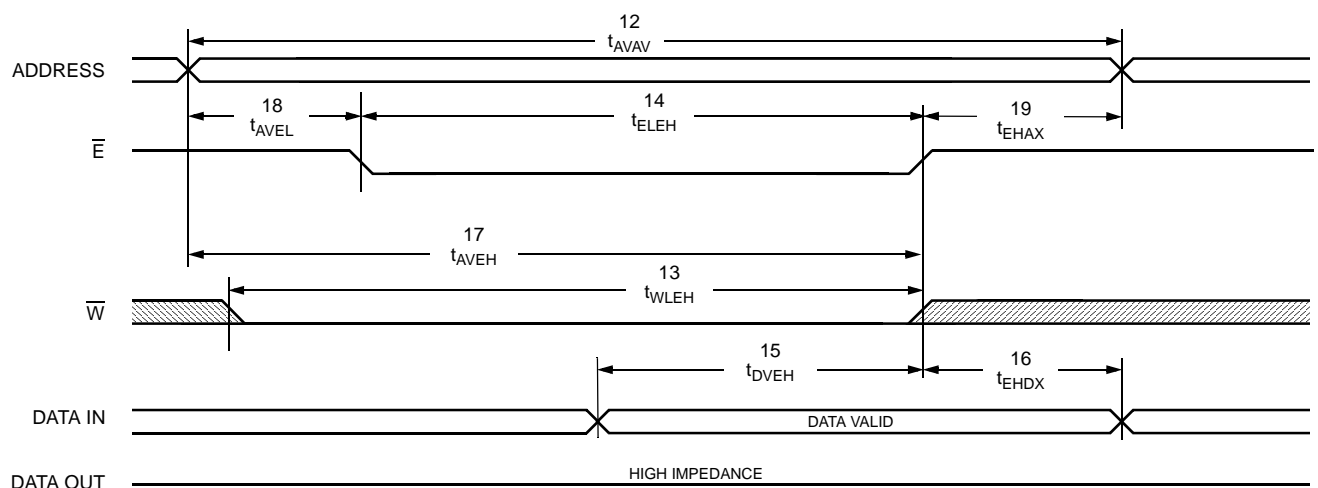 12
tAVAV
ADDRESS
18
tAVEL
14
tELEH
19
tEHAX
E
17
tAVEH
13
tWLEH
W
15
tDVEH
16
tEHDX
DATA IN
DATA VALID
DATA OUT
HIGH IMPEDANCE